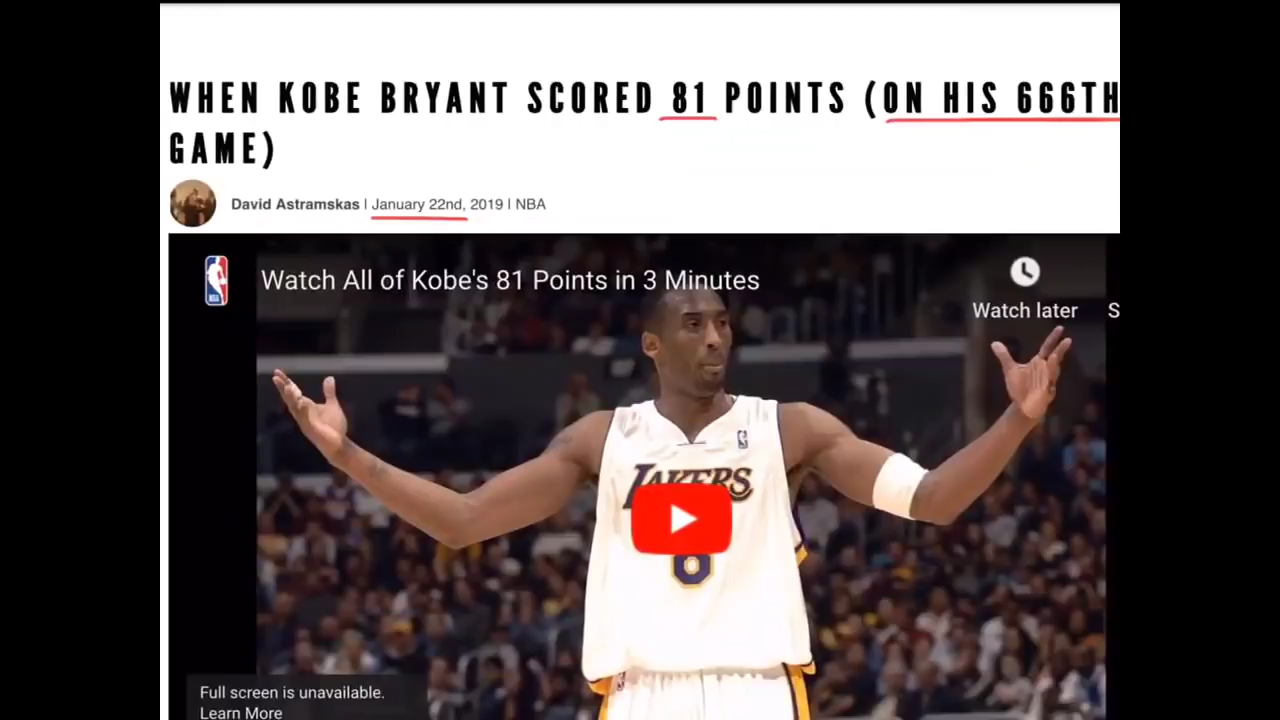 WHEN KOBE BRYANT SCORED 81 POINTS (ON HIS 666TH
GAME)
David Astramskas | January 22nd, 2019 | NBA
NBA
Watch All of Kobe's 81 Points in 3 Minutes
Watch later
S
LAKERS
8
Full screen is unavailable.
Learn More